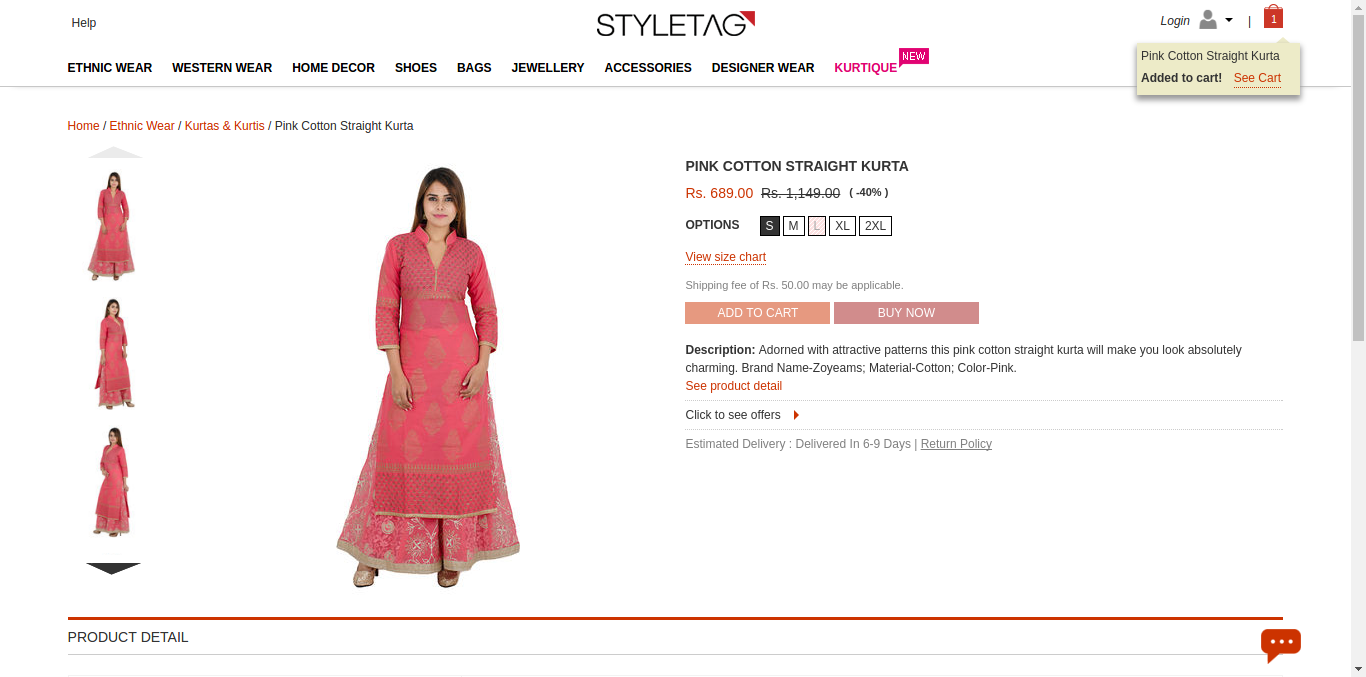 Help
STYLETAG
Login | 1
ETHNIC WEAR WESTERN WEAR HOME DECOR SHOES BAGS JEWELLERY ACCESSORIES DESIGNER WEAR KURTIQUE NEW
Pink Cotton Straight Kurta
Added to cart! See Cart
Home / Ethnic Wear / Kurtas & Kurtis / Pink Cotton Straight Kurta
PINK COTTON STRAIGHT KURTA
Rs. 689.00 Rs. 1,149.00 ( -40% )
OPTIONS S M L XL 2XL
View size chart
Shipping fee of Rs. 50.00 may be applicable.
ADD TO CART BUY NOW
Description: Adorned with attractive patterns this pink cotton straight kurta will make you look absolutely
charming. Brand Name-Zoyeams; Material-Cotton; Color-Pink.
See product detail
Click to see offers
Estimated Delivery : Delivered In 6-9 Days | Return Policy
PRODUCT DETAIL